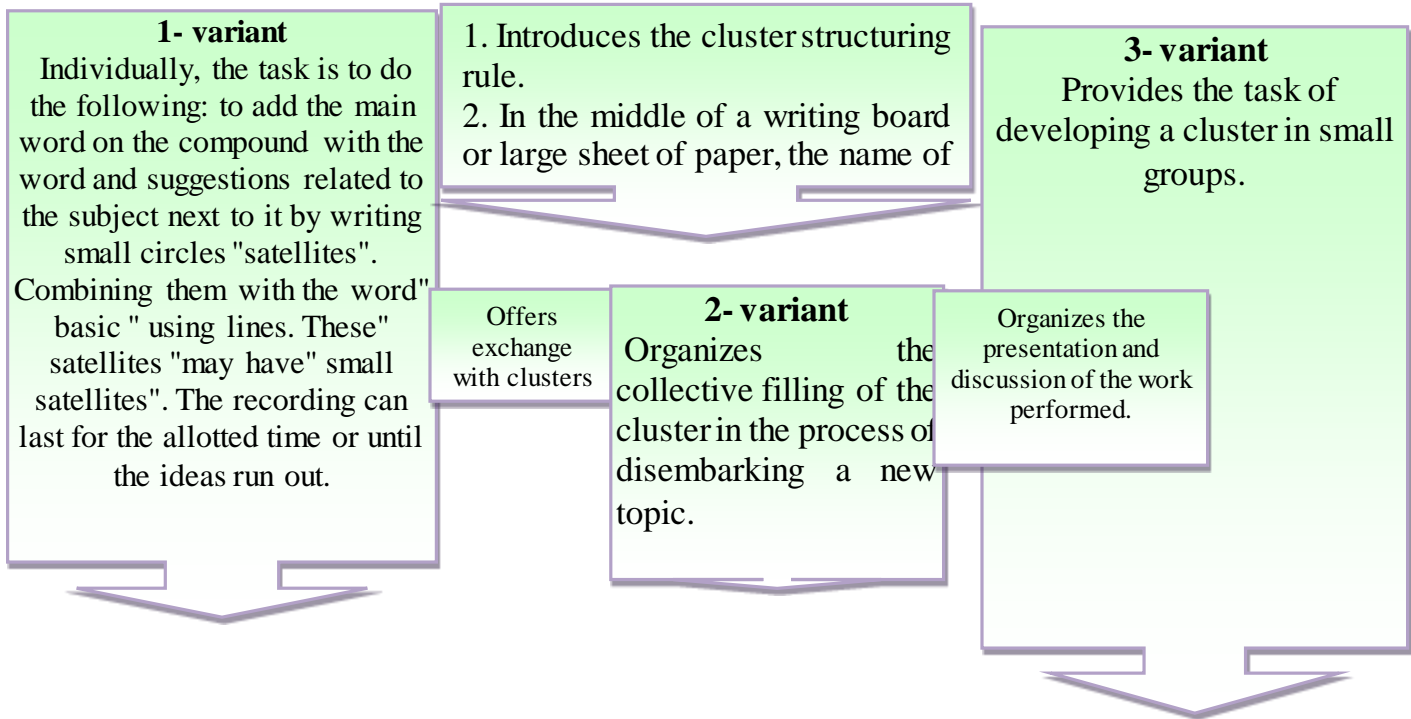 1- variant
Individually, the task is to do
the following: to add the main
word on the compound with the
word and suggestions related to
the subject next to it by writing
small circles "satellites".
Combining them with the word"
basic " using lines. These"
satellites "may have" small
satellites". The recording can
last for the allotted time or until
the ideas run out.
1. Introduces the cluster structuring
rule.
2. In the middle of a writing board
or large sheet of paper, the name of
3- variant
Provides the task of
developing a cluster in small
groups.
Offers
exchange
with clusters
2- variant
Organizes the
collective filling of the
cluster in the process of
disembarking a new
topic.
Organizes the
presentation and
discussion of the work
performed.